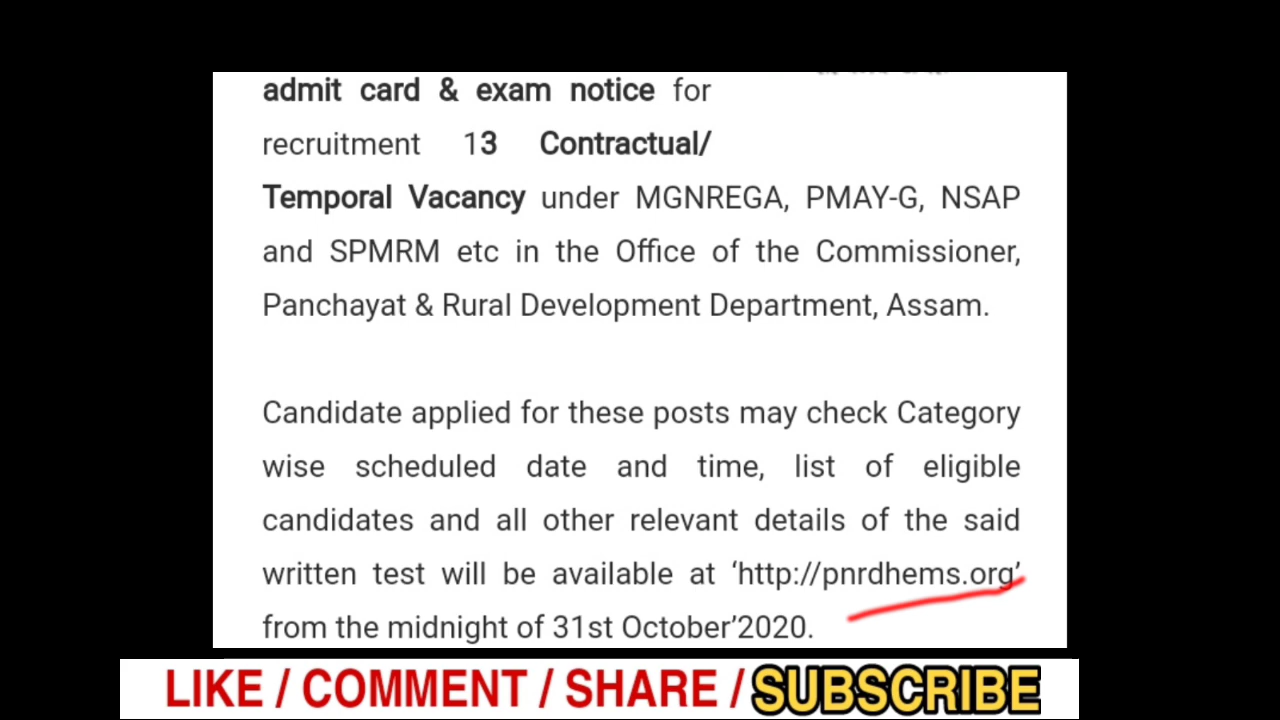 admit card & exam notice for
recruitment 13 Contractual/
Temporal Vacancy under MGNREGA, PMAY-G, NSAP
and SPMRM etc in the Office of the Commissioner,
Panchayat & Rural Development Department, Assam.
Candidate applied for these posts may check Category
wise scheduled date and time, list of eligible
candidates and all other relevant details of the said
written test will be available at ‘http://pnrdhems.org’
from the midnight of 31st October’2020.
LIKE / COMMENT / SHARE / SUBSCRIBE